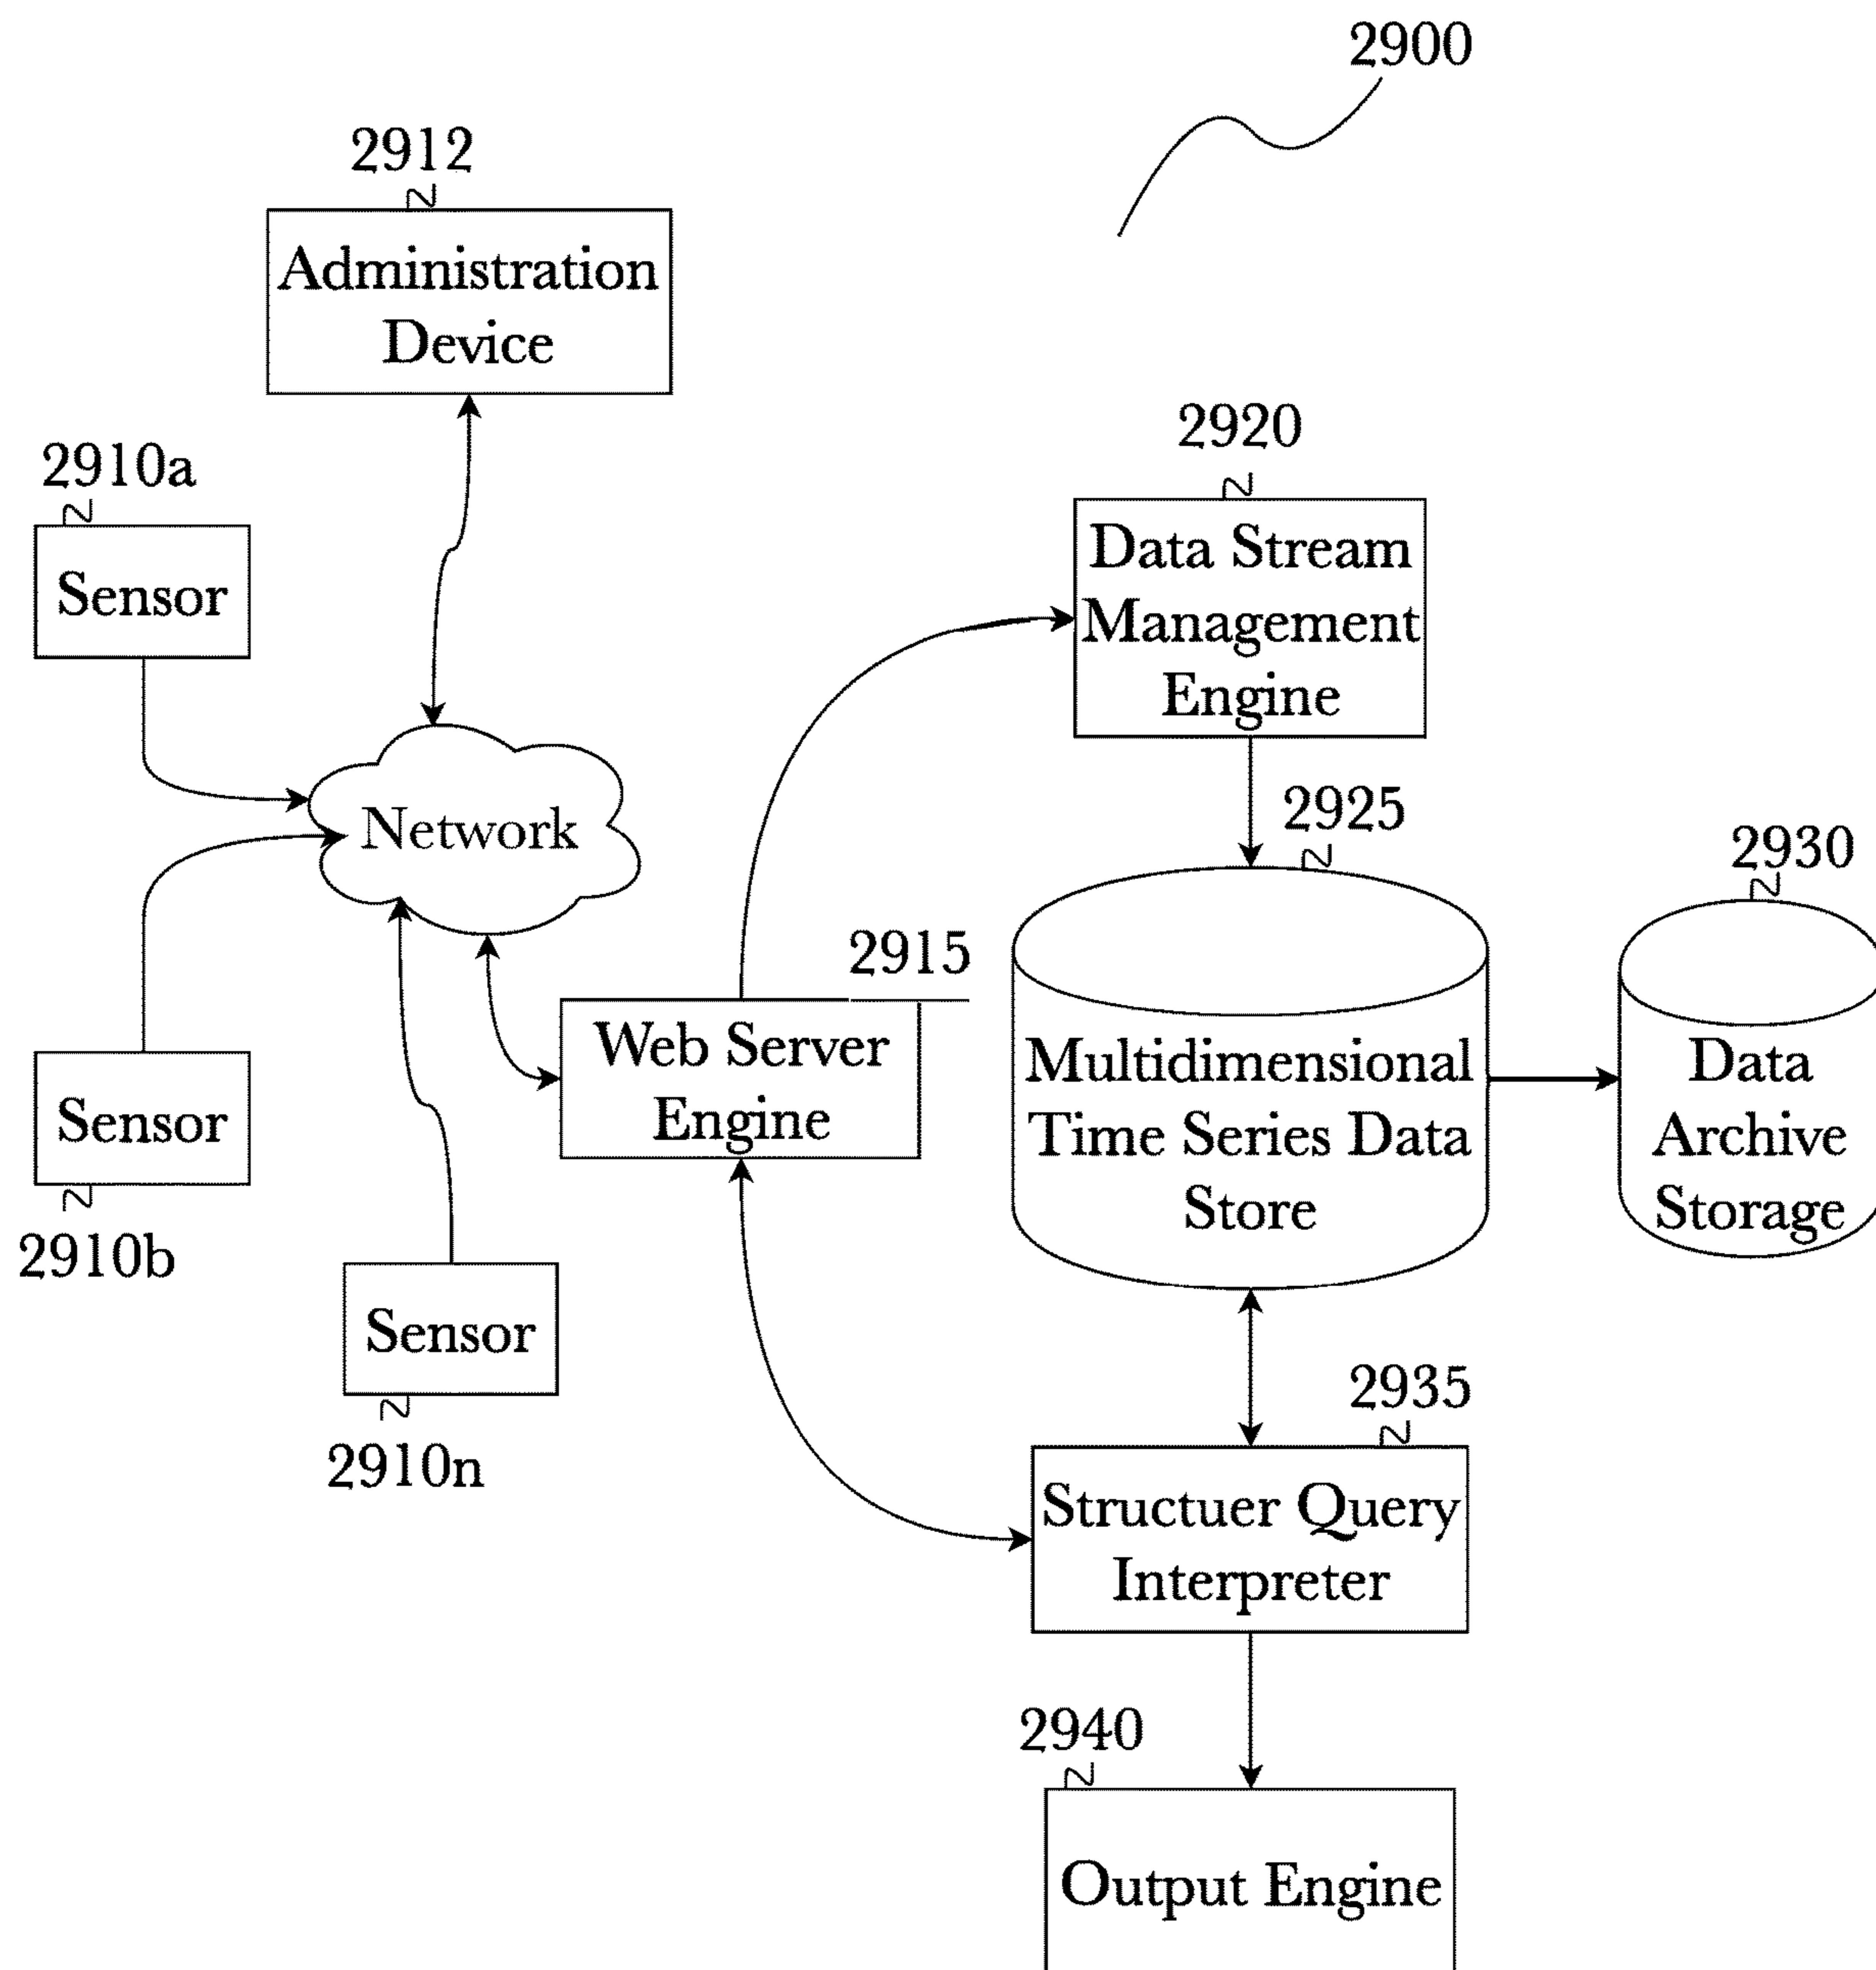 2900
2912
Administration
Device
2910a
Sensor
2920
Data Stream
Management
Engine
Network
2925
2930
2915
Web Server
Engine
Multidimensional
Time Series Data
Store
Data
Archive
Storage
Sensor
2910b
Sensor
2910n
2935
Structuer Query
Interpreter
2940
Output Engine